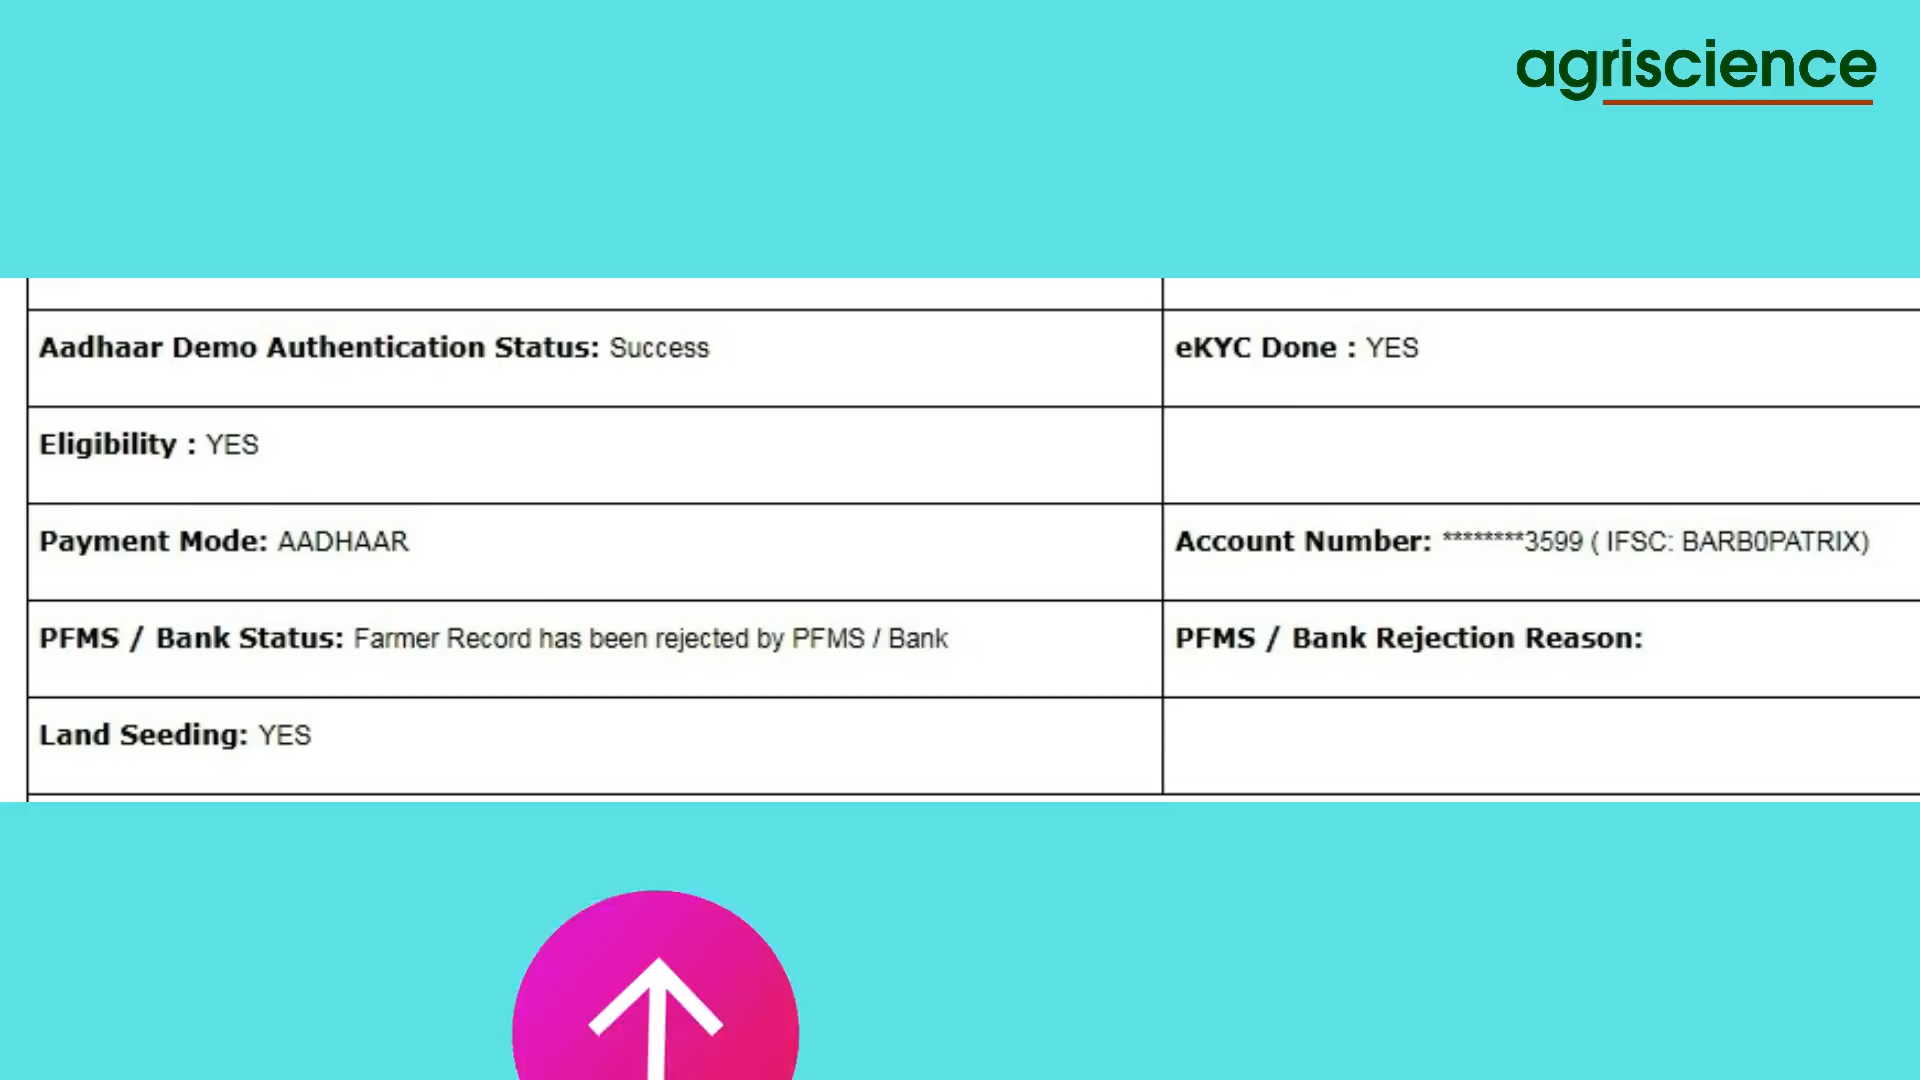 agriscience
Aadhaar Demo Authentication Status: Success
eKYC Done : YES
Eligibility : YES
Payment Mode: AADHAAR
Account Number: ********3599 ( IFSC: BARB0PATRIX)
PFMS / Bank Status: Farmer Record has been rejected by PFMS / Bank
PFMS / Bank Rejection Reason:
Land Seeding: YES